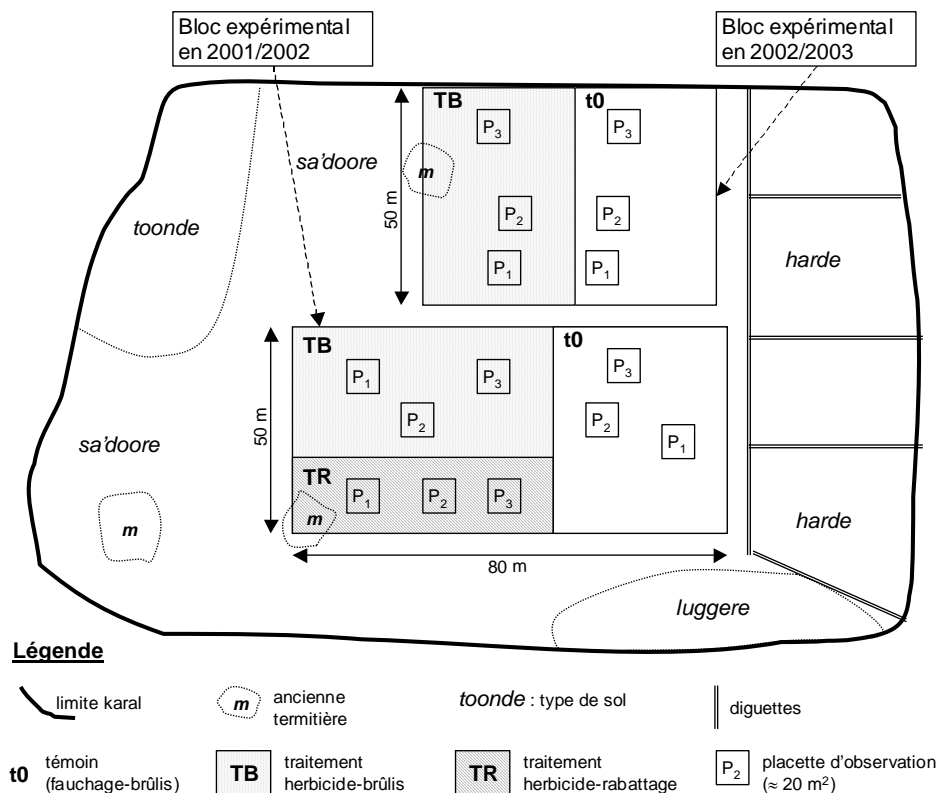 Bloc expérimental
en 2001/2002
Bloc expérimental
en 2002/2003
TB
t0
P3
P3
sa'doore
m
50 m
toonde
P2
P2
harde
P1
P1
TB
t0
P1
P3
P3
50 m
P2
P2
P1
sa'doore
TR
P1
P2
P3
m
m
harde
80 m
luggere
Légende
limite karal
m
ancienne
termitière
toonde : type de sol
diguettes
t0
témoin
(fauchage-brûlis)
TB
traitement
herbicide-brûlis
TR
traitement
herbicide-rabattage
P2
placette d'observation
(≈ 20 m²)